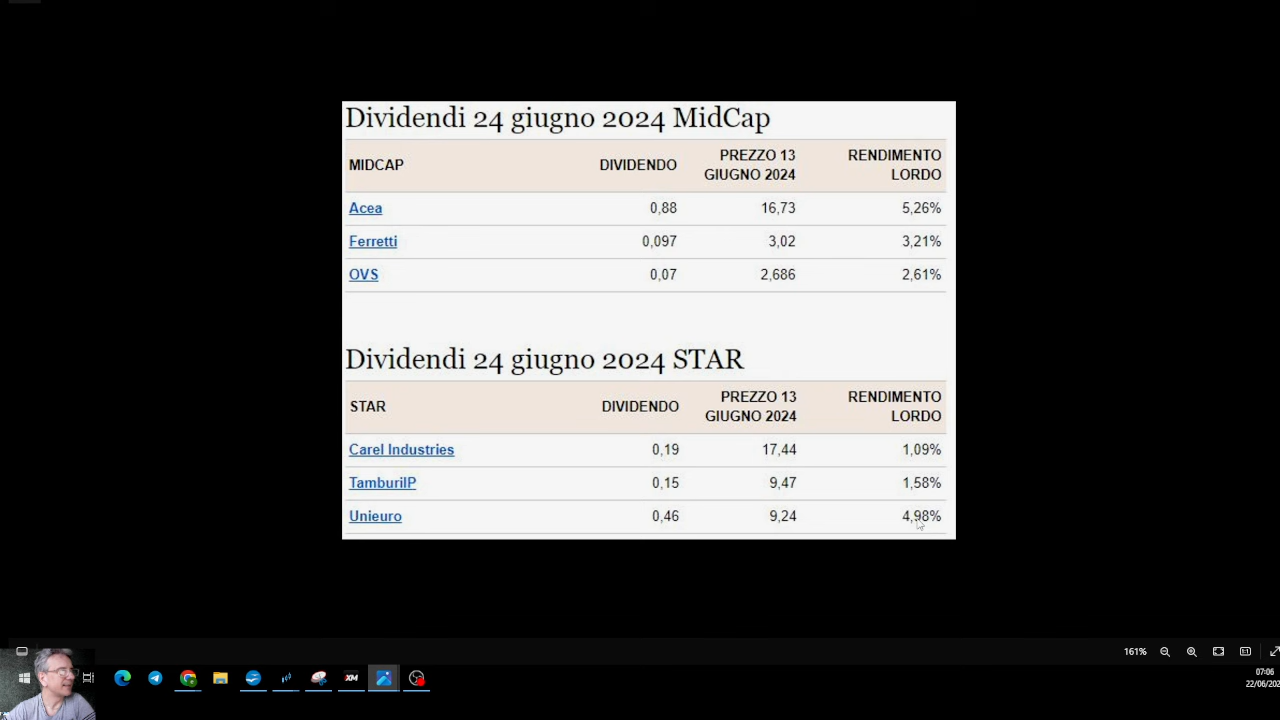 Dividendi 24 giugno 2024 MidCap
MIDCAP DIVIDENDO PREZZO 13 GIUGNO 2024 RENDIMENTO LORDO
Acea 0,88 16,73 5,26%
Ferretti 0,097 3,02 3,21%
OVS 0,07 2,686 2,61%
Dividendi 24 giugno 2024 STAR
STAR DIVIDENDO PREZZO 13 GIUGNO 2024 RENDIMENTO LORDO
Carel Industries 0,19 17,44 1,09%
TamburiIP 0,15 9,47 1,58%
Unieuro 0,46 9,24 4,98%
161%
XM
07:06
22/06/202